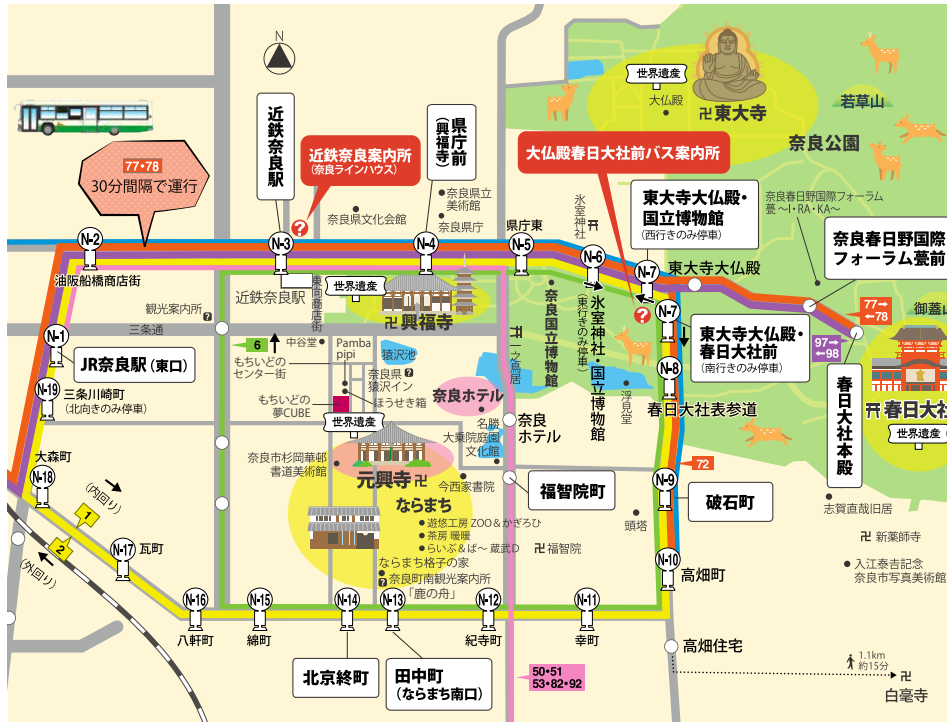 N
世界遺産
大仏殿
卍東大寺
若草山
奈良公園
77・78
30分間隔で運行
近鉄奈良駅
近鉄奈良案内所
(奈良ラインハウス)
県庁前
(興福寺)
大仏殿春日大社前バス案内所
奈良県立
美術館
奈良県文化会館
奈良県庁
氷室神社
東大寺大仏殿・
国立博物館
(西行きのみ停車)
奈良春日野国際フォーラム
甍 〜I・RA・KA〜
奈良春日野国際
フォーラム甍前
N-2
油阪船橋商店街
N-3
?
N-4
県庁東
N-5
N-6
N-7
東大寺大仏殿
近鉄奈良駅
東向商店街
世界遺産
卍興福寺
奈良国立博物館
氷室神社・国立博物館
(東行きのみ停車)
?
N-7
東大寺大仏殿・
春日大社前
(南行きのみ停車)
77→
←78
97→
←98
御蓋山
観光案内所?
三条通
N-1
JR奈良駅(東口)
6
もちいどの
センター街
中谷堂
Pamba
pipi
猿沢池
奈良県?
猿沢イン
ほうせき箱
もちいどの
夢CUBE
世界遺産
一之鳥居
奈良ホテル
名勝
大乗院庭園
文化館
奈良
ホテル
浮見堂
N-8
春日大社表参道
春日大社本殿
春日大社
世界遺産
N-19
三条川崎町
(北向きのみ停車)
大森町
N-18
(内回り)
1
2
(外回り)
N-17
瓦町
奈良市杉岡華邨
書道美術館
元興寺卍
今西家書院
ならまち
遊悠工房 ZOO&かぎろひ
茶房 暖暖
らいぶ&ば〜 蔵武D
卍福智院
ならまち格子の家
?奈良町南観光案内所
「鹿の舟」
福智院町
72
N-9
破石町
頭塔
志賀直哉旧居
卍新薬師寺
入江泰𠮷記念
奈良市写真美術館
N-10
高畑町
N-16
八軒町
N-15
綿町
N-14
北京終町
N-13
田中町
(ならまち南口)
N-12
紀寺町
N-11
幸町
50・51
53・82・92
高畑住宅
1.1km
約15分
卍
白毫寺